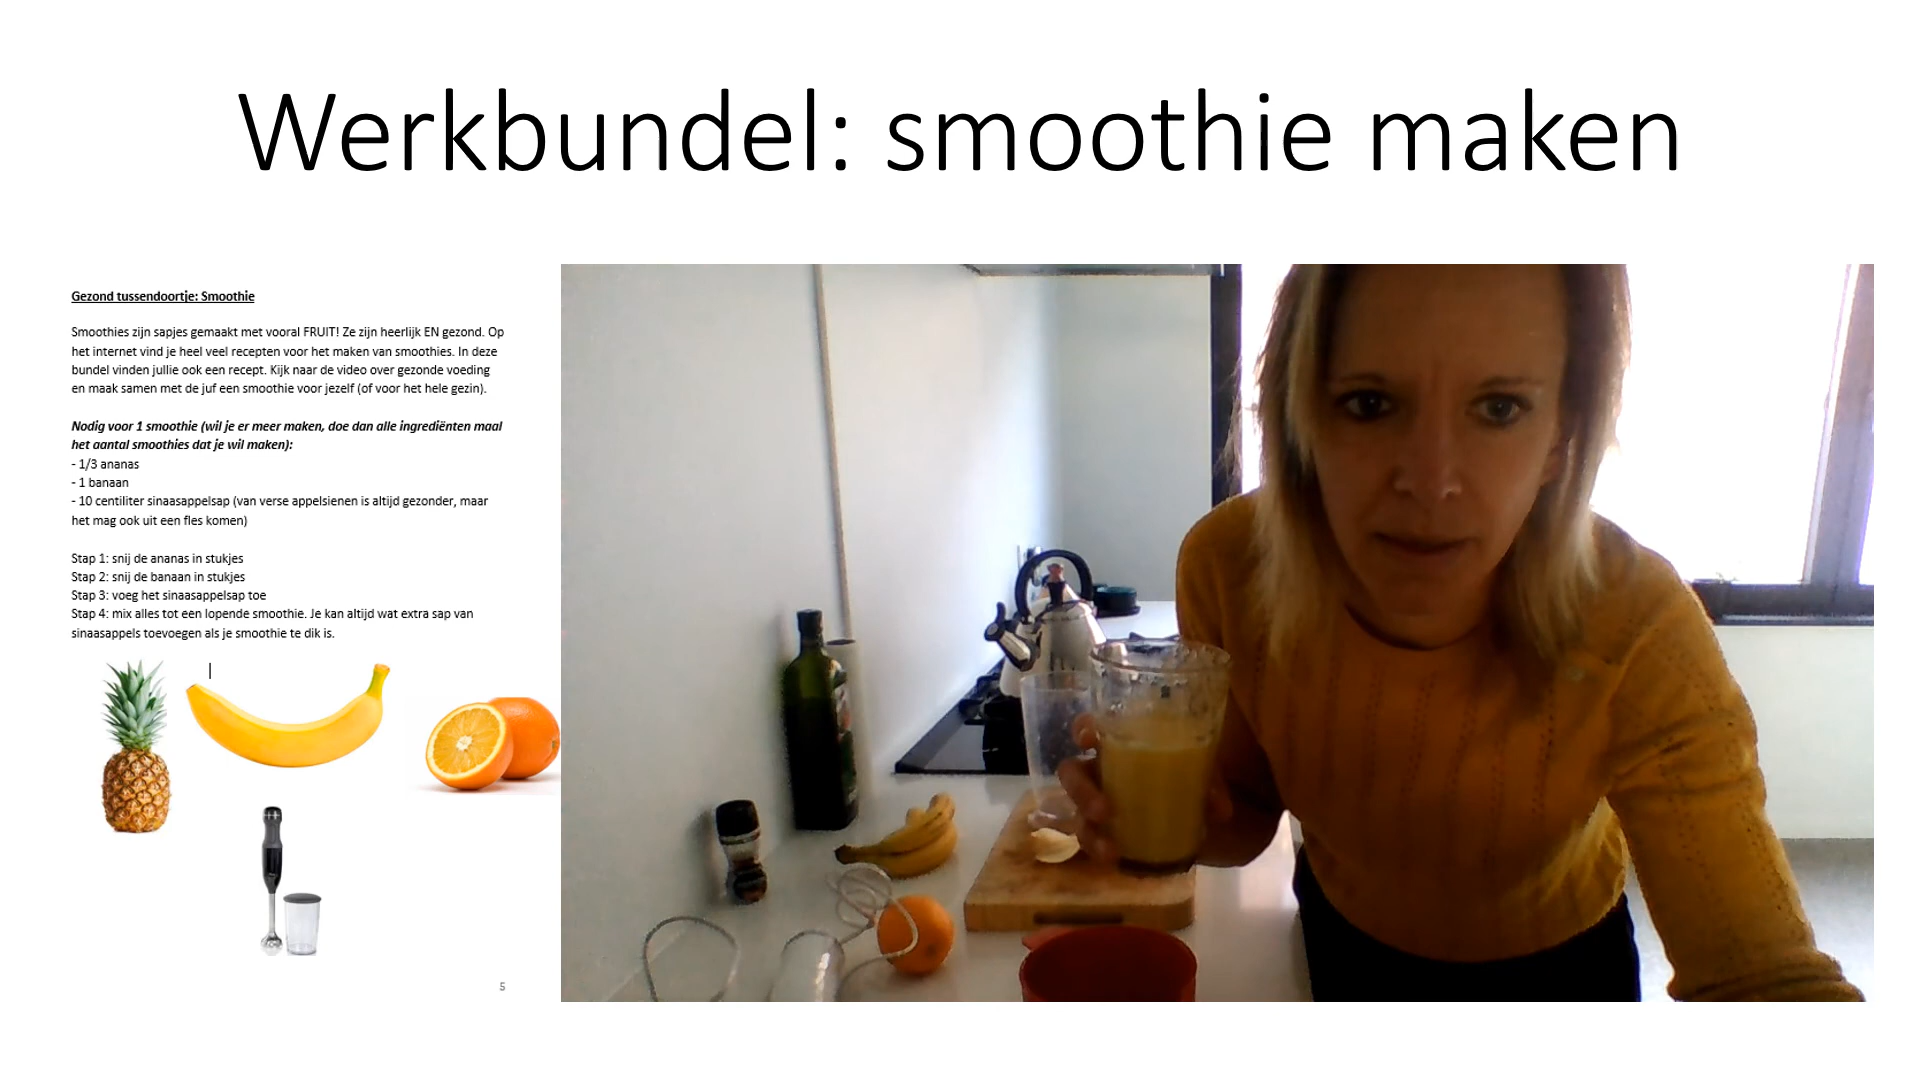 Werkbundel: smoothie maken
Gezond tussendoortje: Smoothie
Smoothies zijn sapjes gemaakt met vooral FRUIT! Ze zijn heerlijk EN gezond. Op
het internet vind je heel veel recepten voor het maken van smoothies. In deze
bundel vinden jullie ook een recept. Kijk naar de video over gezonde voeding
en maak samen met de juf een smoothie voor jezelf (of voor het hele gezin).
Nodig voor 1 smoothie (wil je er meer maken, doe dan alle ingrediënten maal
het aantal smoothies dat je wil maken):
- 1/3 ananas
- 1 banaan
- 10 centiliter sinaasappelsap (van verse appelsienen is altijd gezonder, maar
het mag ook uit een fles komen)
Stap 1: snij de ananas in stukjes
Stap 2: snij de banaan in stukjes
Stap 3: voeg het sinaasappelsap toe
Stap 4: mix alles tot een lopende smoothie. Je kan altijd wat extra sap van
sinaasappels toevoegen als je smoothie te dik is.
5